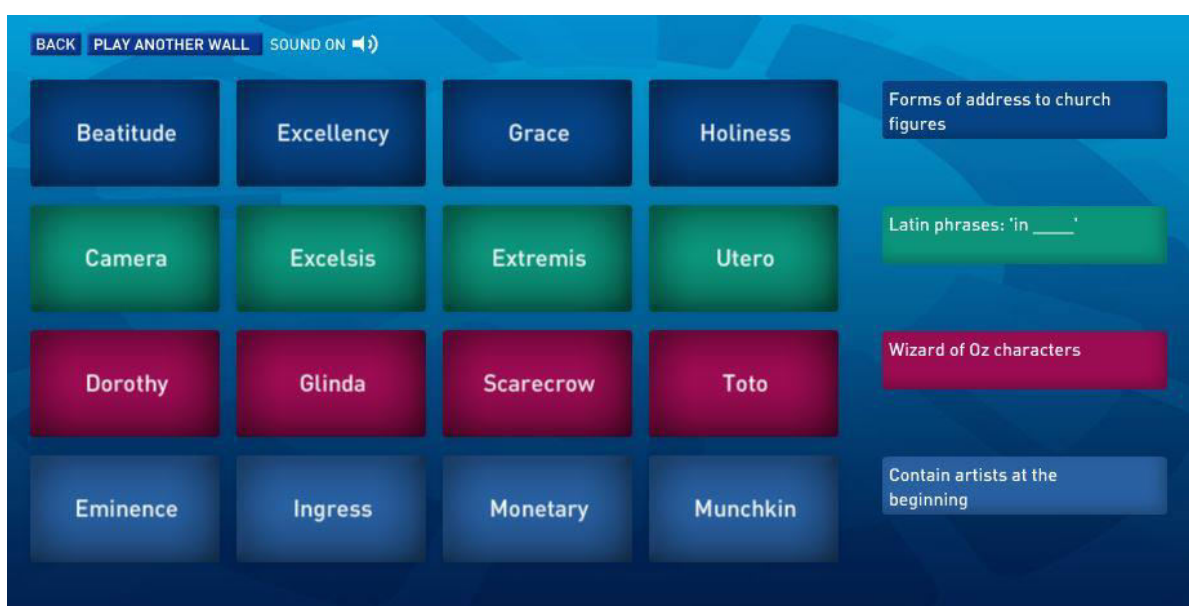 BACK PLAY ANOTHER WALL SOUND ON
Beatitude Excellency Grace Holiness
Forms of address to church
figures
Camera Excelsis Extremis Utero
Latin phrases: 'in ____'
Dorothy Glinda Scarecrow Toto
Wizard of Oz characters
Eminence Ingress Monetary Munchkin
Contain artists at the
beginning